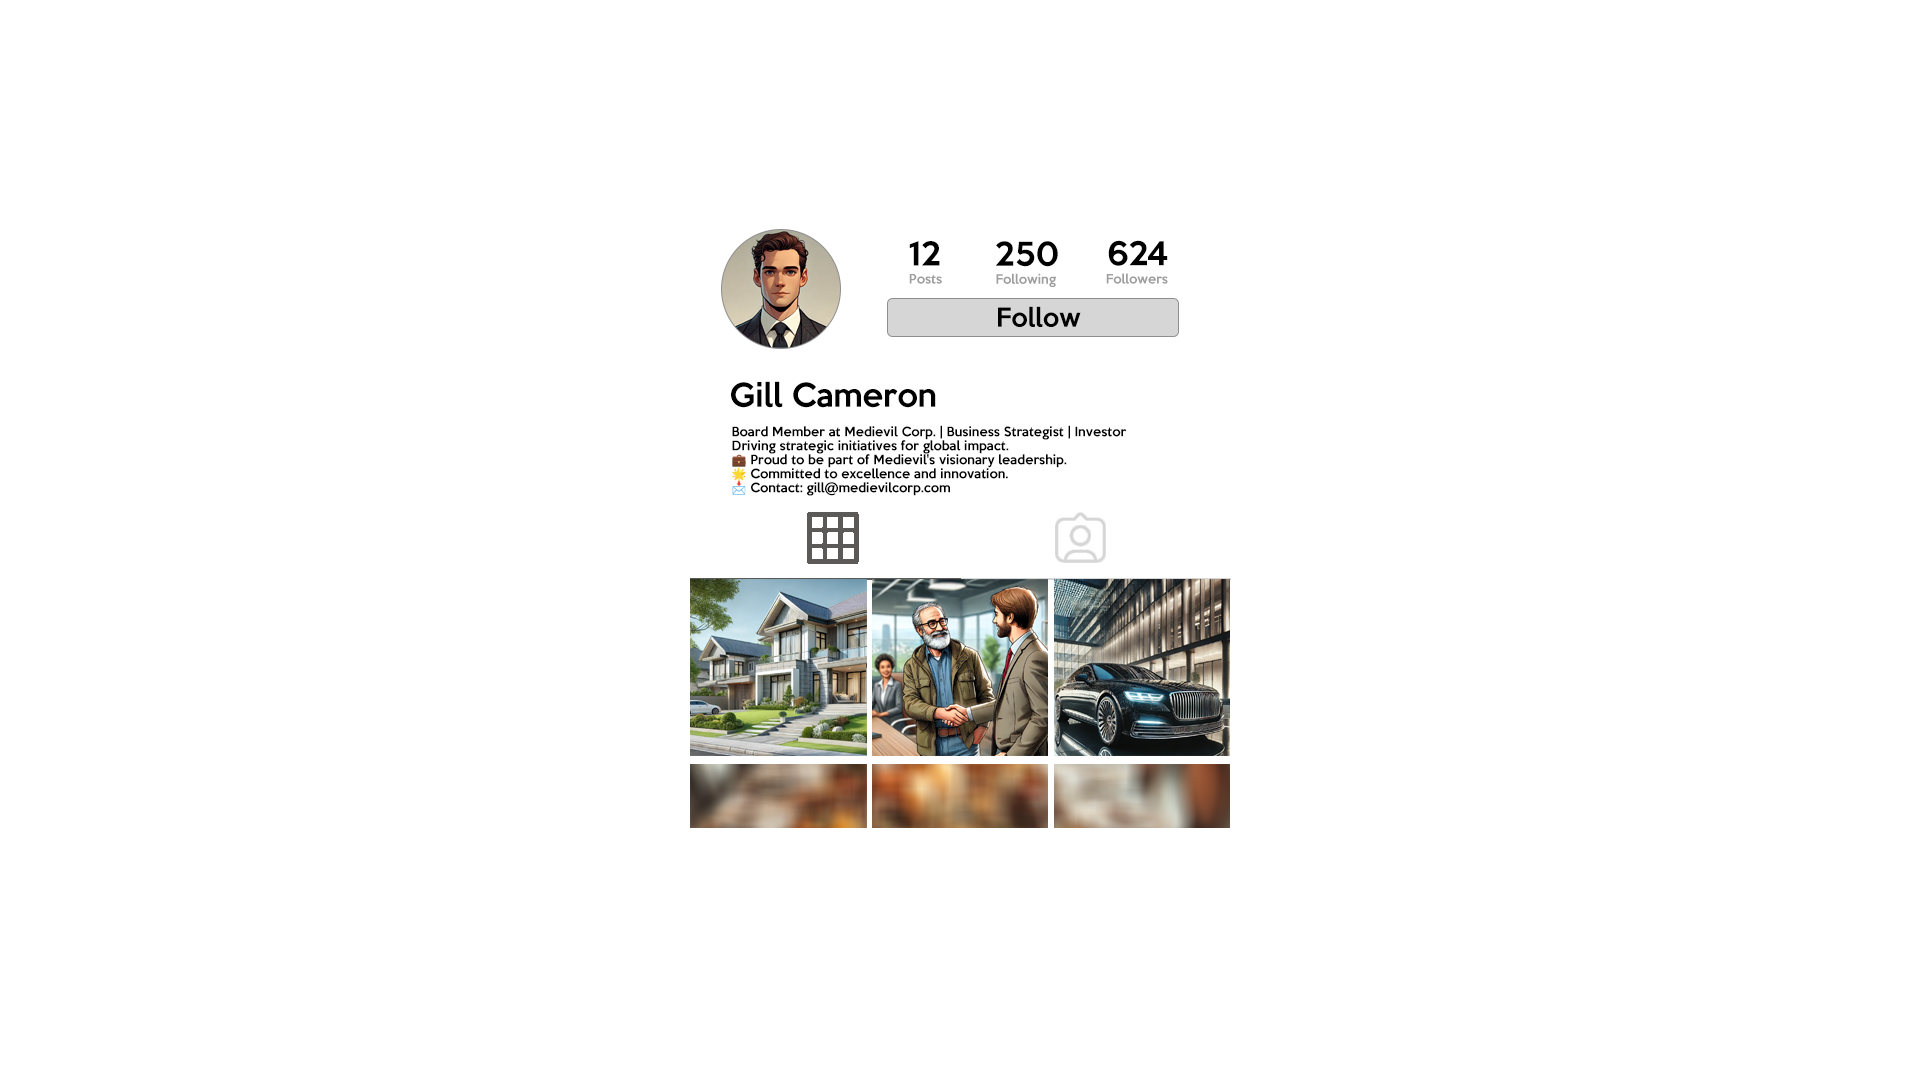 12 250 624
Posts Following Followers
Follow
Gill Cameron
Board Member at Medievil Corp. | Business Strategist | Investor
Driving strategic initiatives for global impact.
💼 Proud to be part of Medievil's visionary leadership.
🌟 Committed to excellence and innovation.
📩 Contact: gill@medievilcorp.com